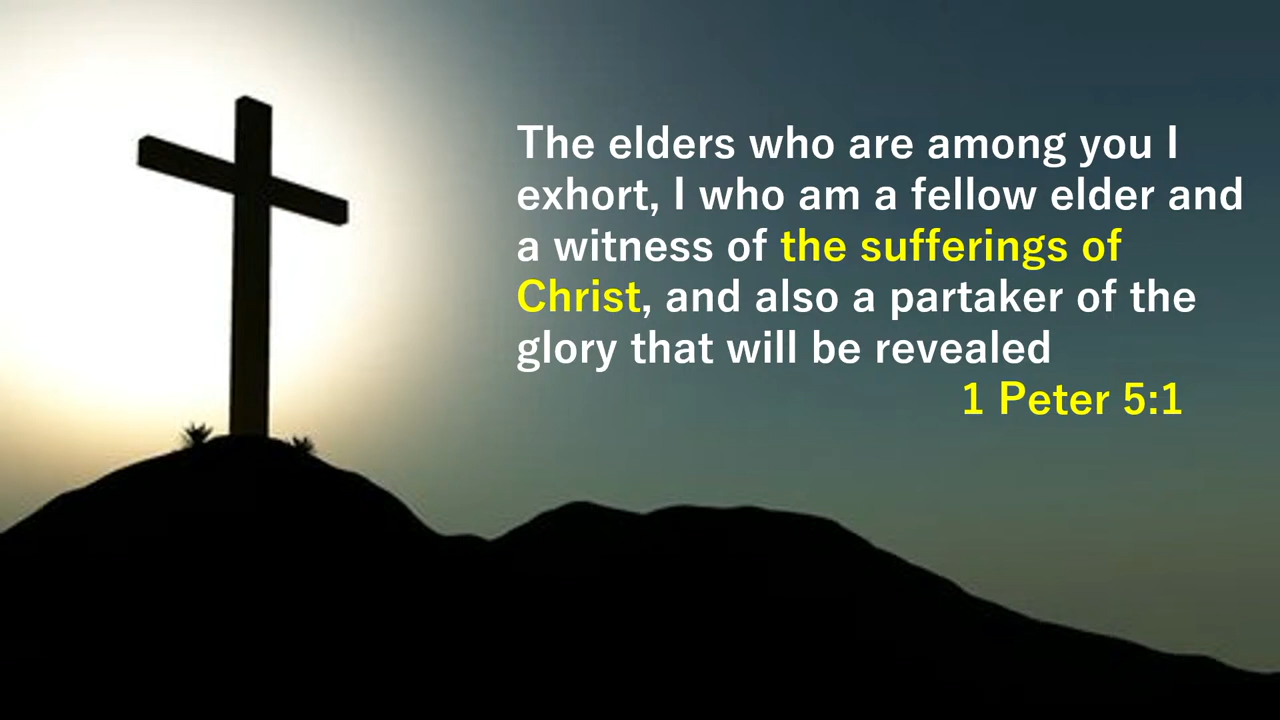 The elders who are among you I
exhort, I who am a fellow elder and
a witness of the sufferings of
Christ, and also a partaker of the
glory that will be revealed
1 Peter 5:1